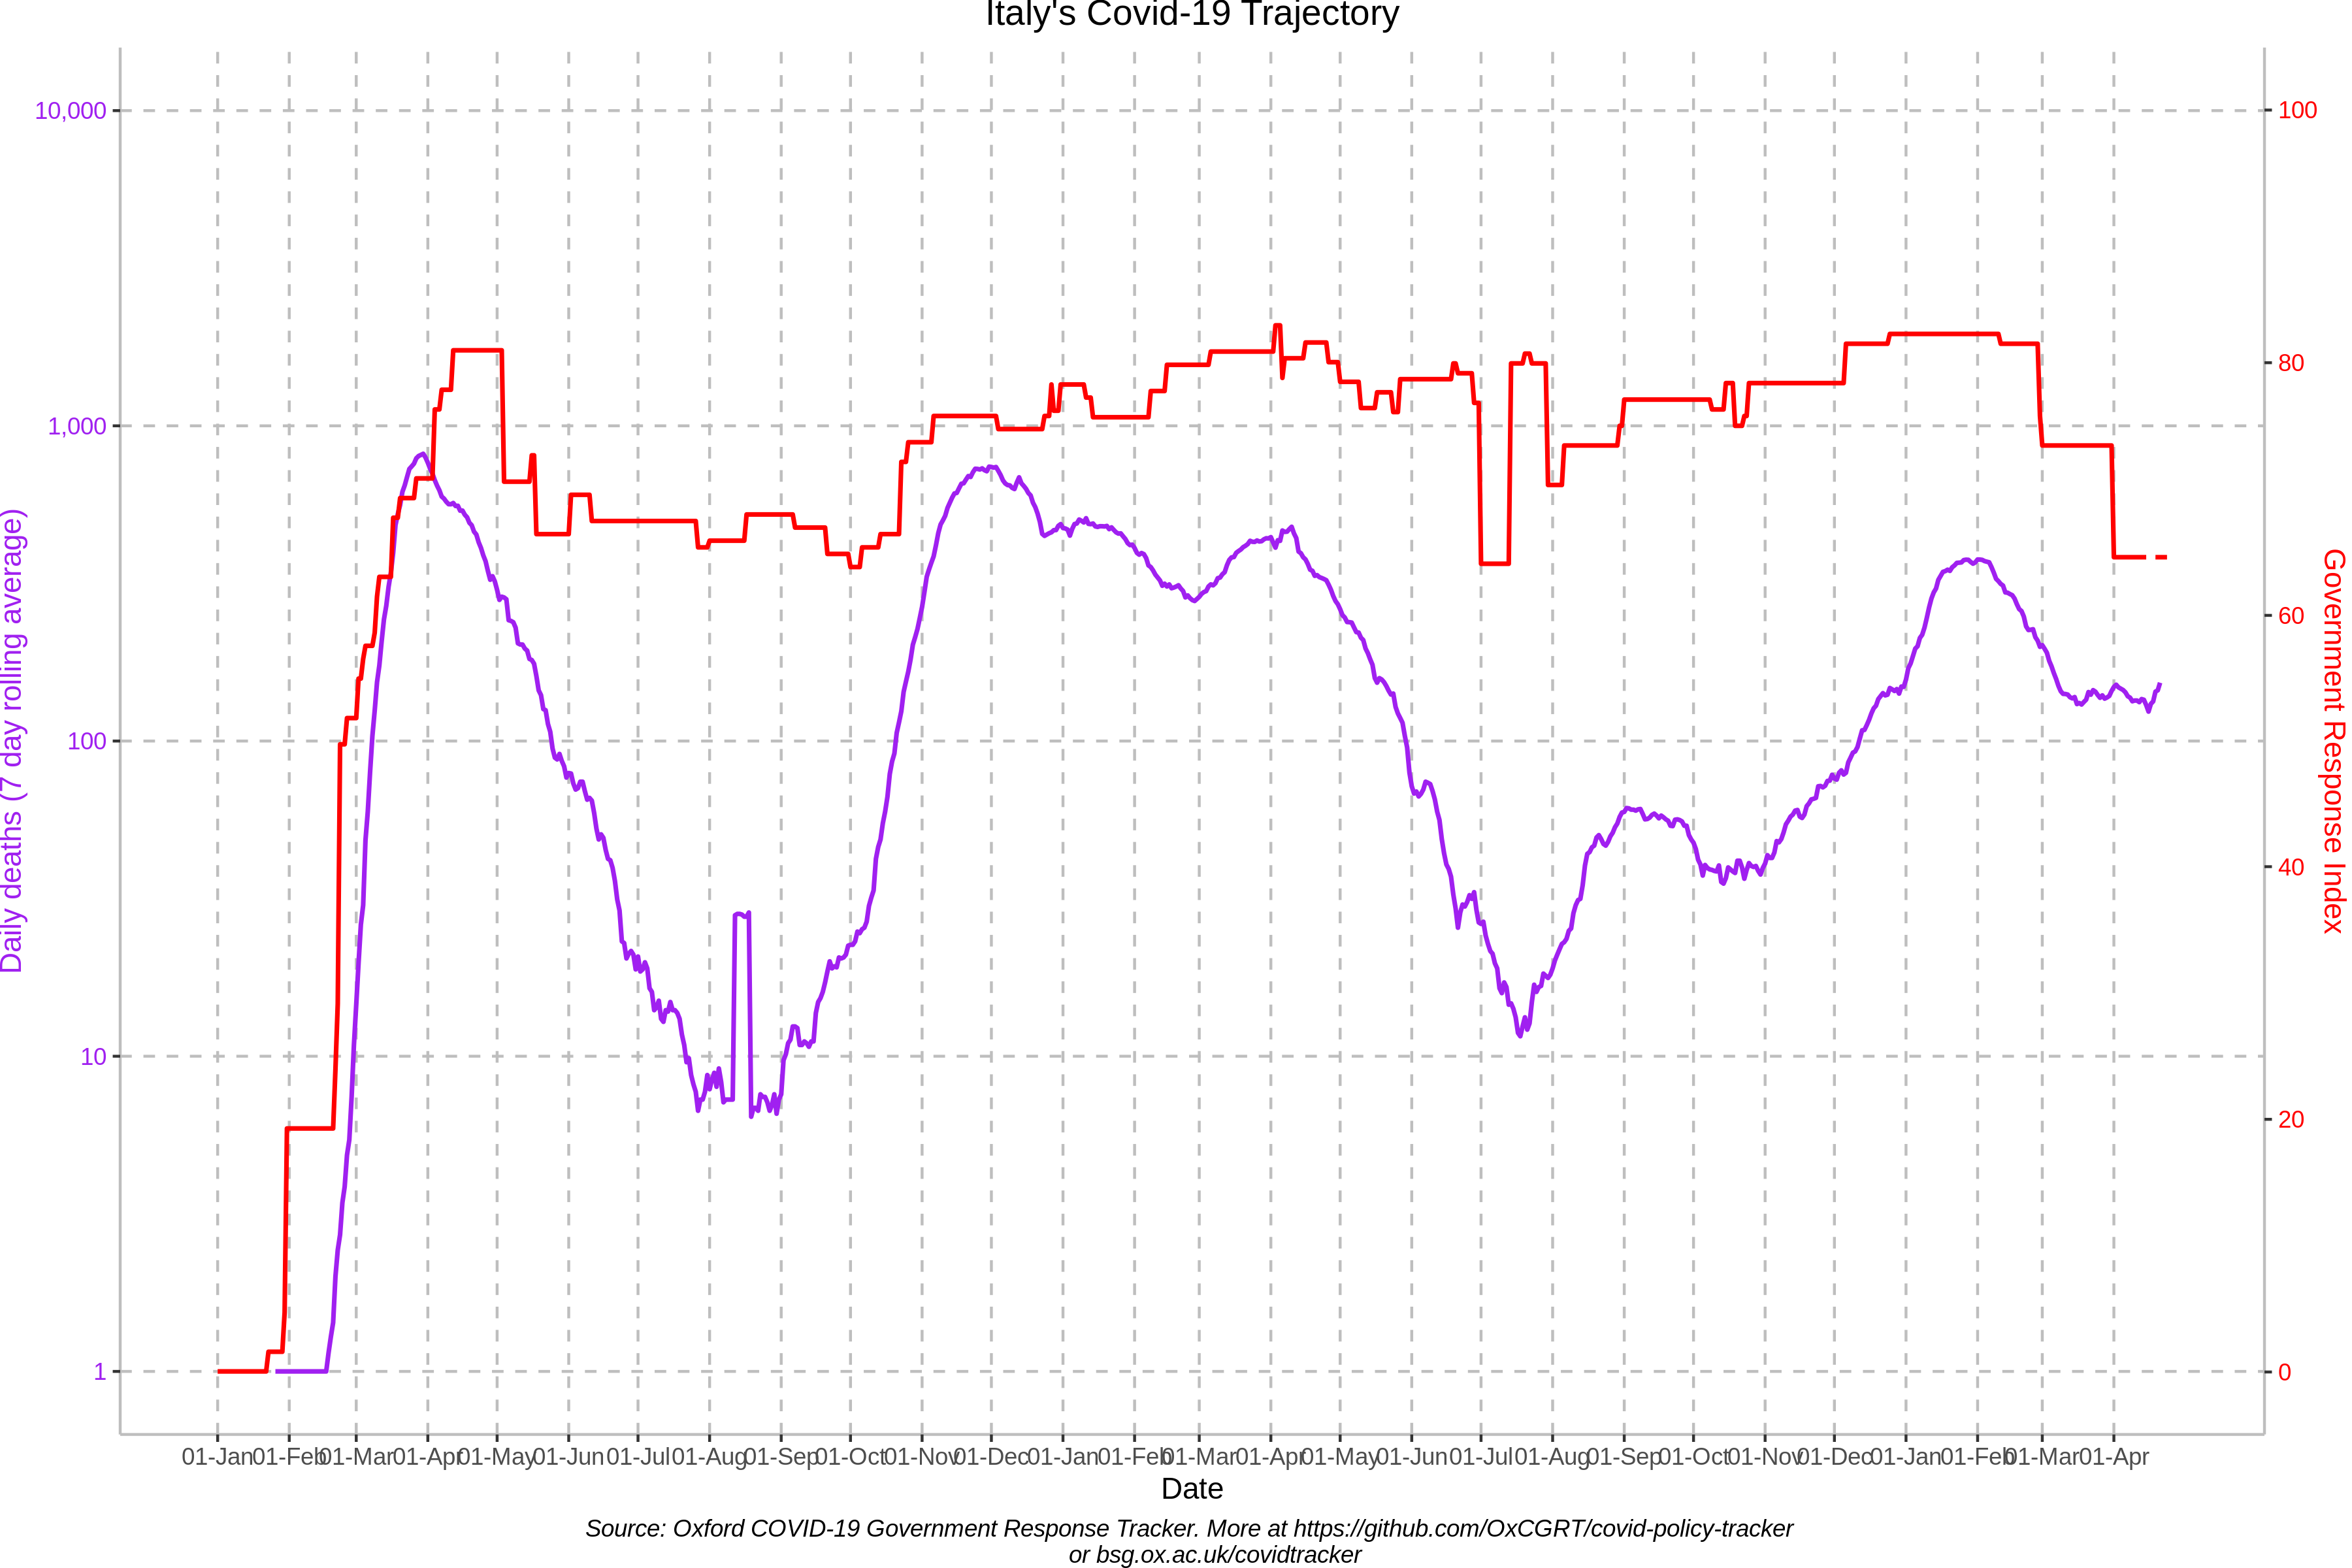 Italy's Covid-19 Trajectory
Daily deaths (7 day rolling average)
10,000
1,000
100
10
1
100
80
60
40
20
0
Government Response Index
01-Jan 01-Feb 01-Mar 01-Apr 01-May 01-Jun 01-Jul 01-Aug 01-Sep 01-Oct 01-Nov 01-Dec 01-Jan 01-Feb 01-Mar 01-Apr 01-May 01-Jun 01-Jul 01-Aug 01-Sep 01-Oct 01-Nov 01-Dec 01-Jan 01-Feb 01-Mar 01-Apr
Date
Source: Oxford COVID-19 Government Response Tracker. More at https://github.com/OxCGRT/covid-policy-tracker
or bsg.ox.ac.uk/covidtracker